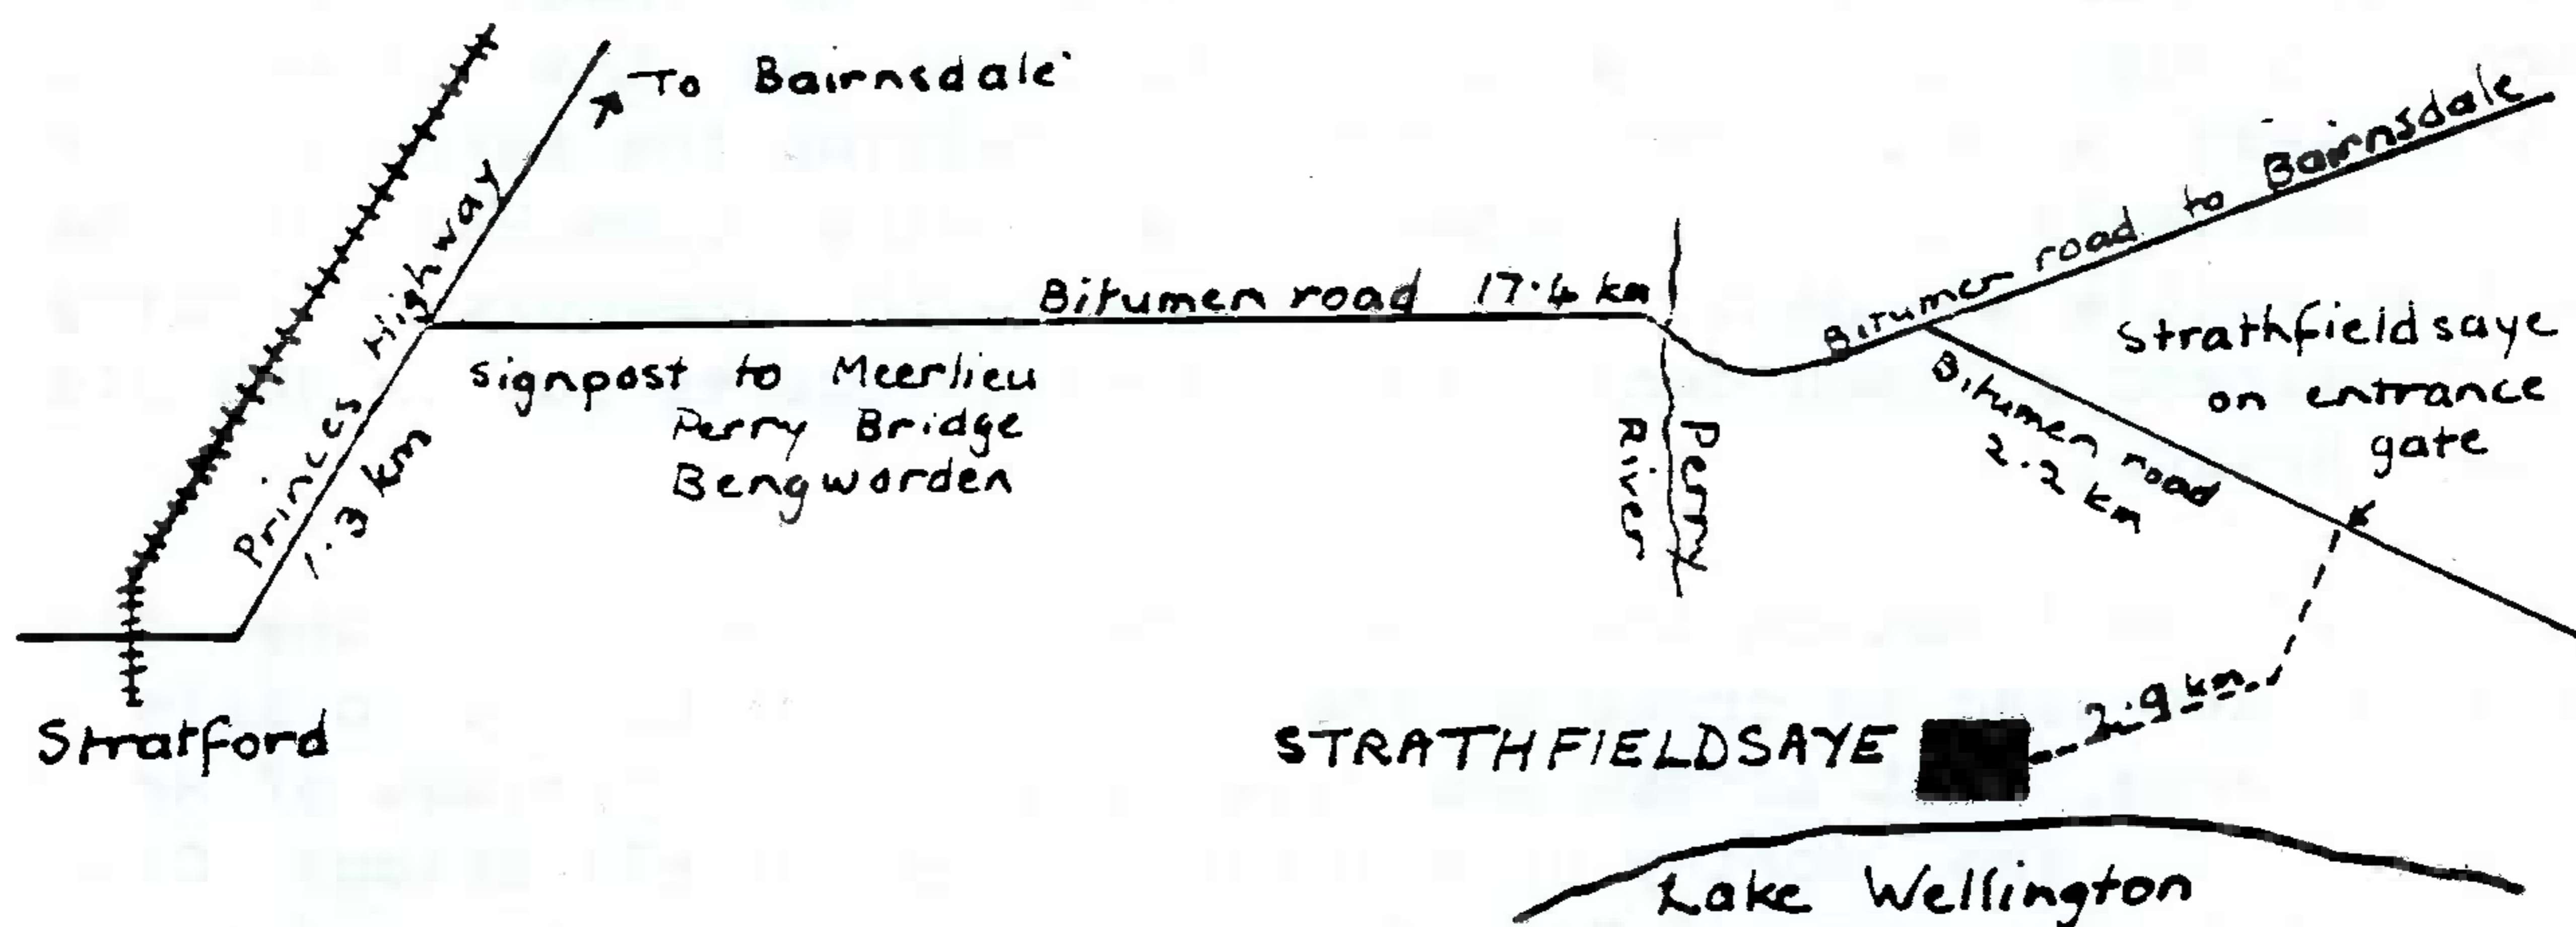 To Bairnsdale
Princes Highway
1.3 km
Bitumen road 17.4 km
signpost to Meerlieu
Perry Bridge
Bengworden
Perry
River
Bitumen road to Bairnsdale
Bitumen road
2.2 km
Strathfieldsaye
on entrance
gate
2.9 km
STRATHFIELDSAYE
Stratford
Lake Wellington